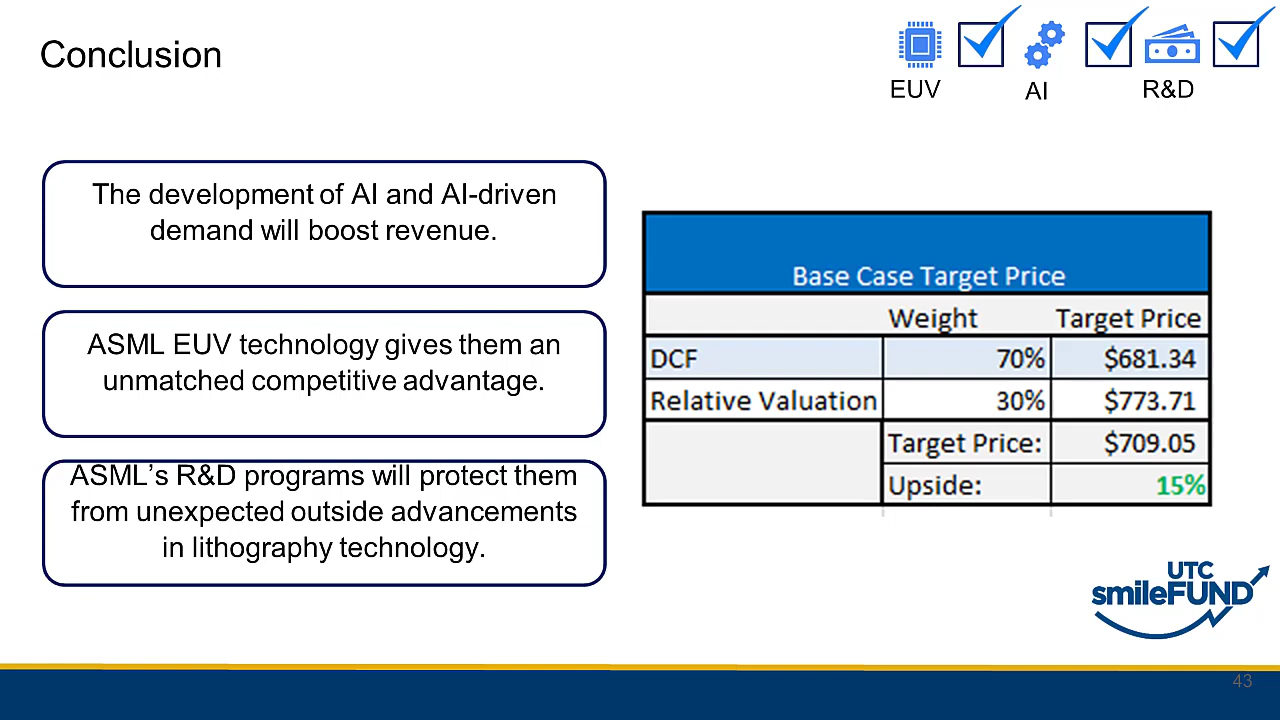 Conclusion
EUV
AI
R&D
The development of AI and AI-driven
demand will boost revenue.
ASML EUV technology gives them an
unmatched competitive advantage.
ASML’s R&D programs will protect them
from unexpected outside advancements
in lithography technology.
Base Case Target Price
Weight Target Price
DCF 70% $681.34
Relative Valuation 30% $773.71
Target Price: $709.05
Upside: 15%
UTC
smileFUND
43